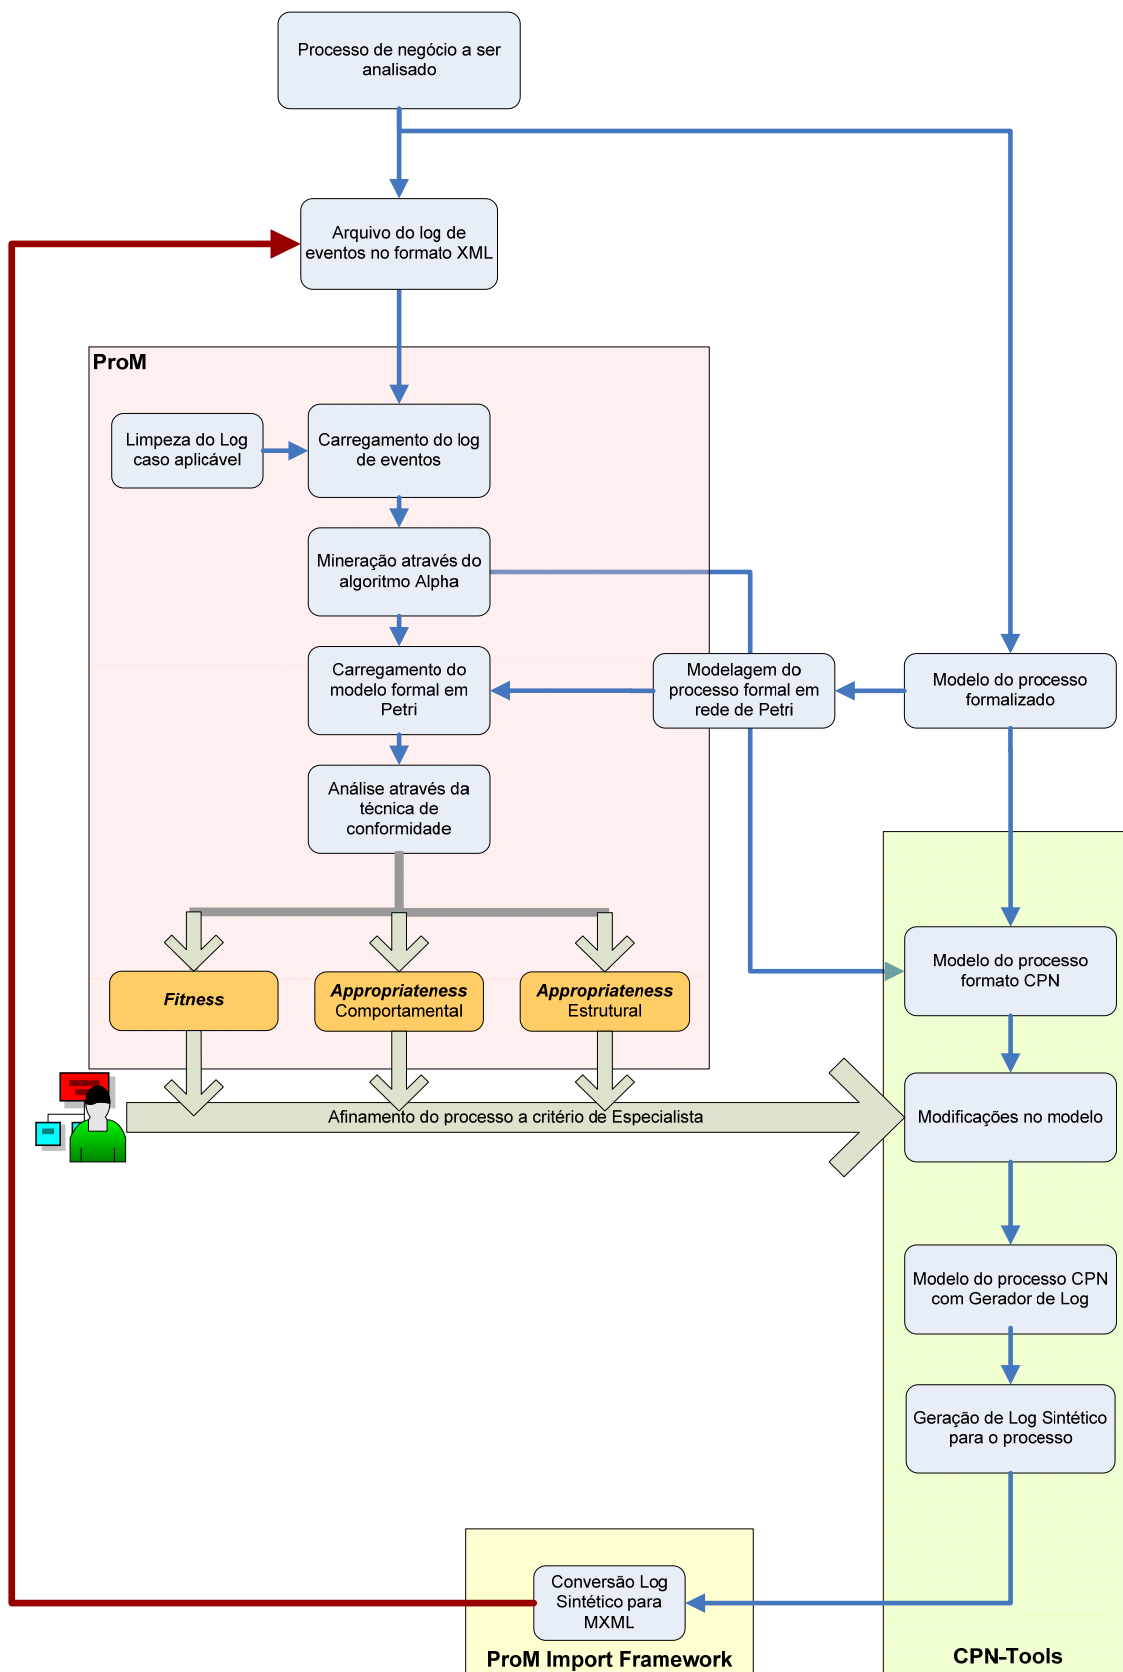 Processo de negócio a ser
analisado
Arquivo do log de
eventos no formato XML
ProM
Limpeza do Log
caso aplicável
Carregamento do log
de eventos
Mineração através do
algoritmo Alpha
Carregamento do
modelo formal em
Petri
Modelagem do
processo formal em
rede de Petri
Modelo do processo
formalizado
Análise através da
técnica de
conformidade
Fitness
Appropriateness
Comportamental
Appropriateness
Estrutural
Modelo do processo
formato CPN
Afinamento do processo a critério de Especialista
Modificações no modelo
Modelo do processo CPN
com Gerador de Log
Geração de Log Sintético
para o processo
Conversão Log
Sintético para
MXML
ProM Import Framework
CPN-Tools